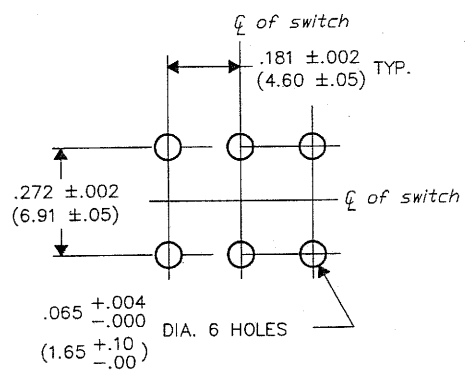 ℄ of switch
.181 ±.002 TYP.
(4.60 ±.05)
.272 ±.002
(6.91 ±.05)
℄ of switch
.065 +.004 -.000 DIA. 6 HOLES
(1.65 +.10 -.00)